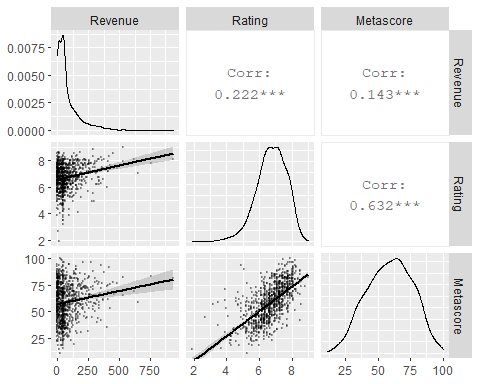 Revenue Rating Metascore
0.0075
0.0050
0.0025
0.0000
Corr:
0.222***
Corr:
0.143***
Revenue
8
6
4
2
Corr:
0.632***
Rating
100
75
50
25
Metascore
0 250 500 750
2 4 6 8
25 50 75 100